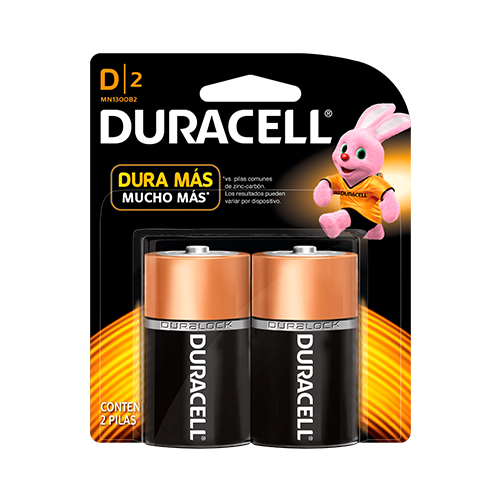 D|2
MN1300B2
DURACELL®
DURA MÁS
MUCHO MÁS*
*vs. pilas comunes
de zinc-carbón.
Los resultados pueden
variar por dispositivo.
DURACELL
DURALOCK
DURALOCK
DURACELL®
DURACELL®
CONTEN
2 PILAS